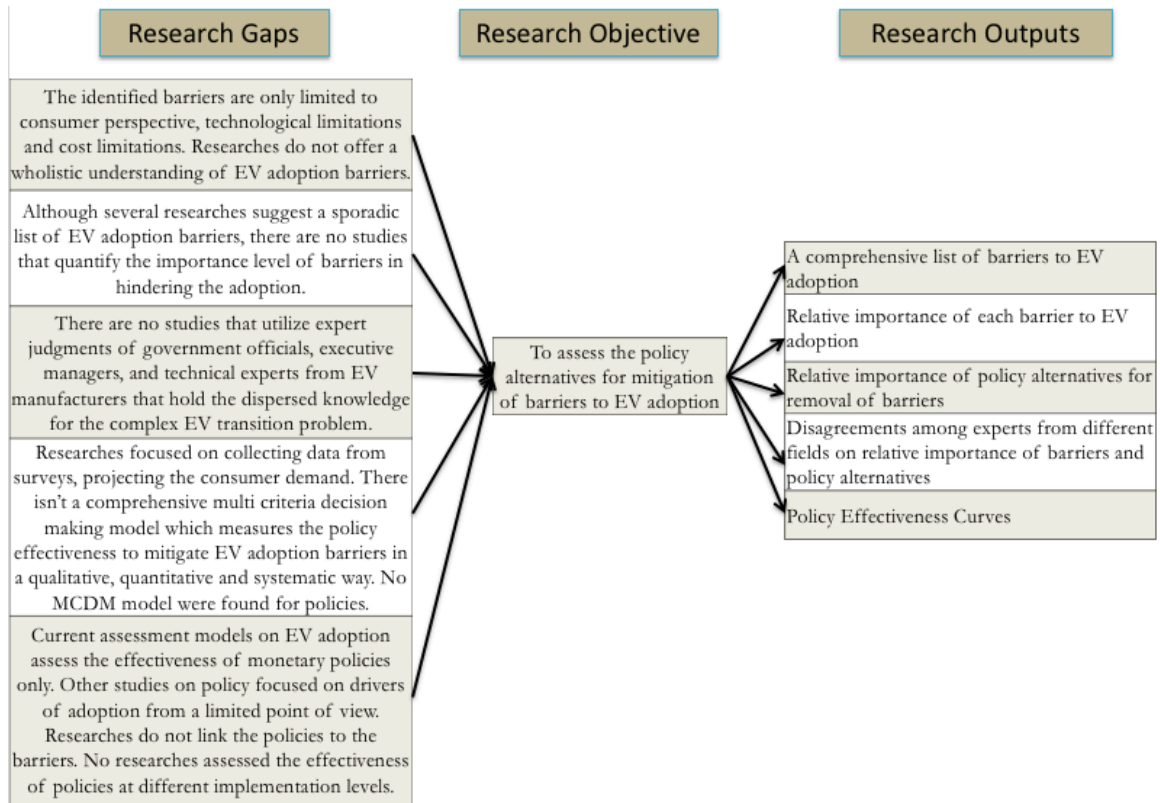 Research Gaps
Research Objective
Research Outputs
The identified barriers are only limited to
consumer perspective, technological limitations
and cost limitations. Researches do not offer a
wholistic understanding of EV adoption barriers.
Although several researches suggest a sporadic
list of EV adoption barriers, there are no studies
that quantify the importance level of barriers in
hindering the adoption.
There are no studies that utilize expert
judgments of government officials, executive
managers, and technical experts from EV
manufacturers that hold the dispersed knowledge
for the complex EV transition problem.
Researches focused on collecting data from
surveys, projecting the consumer demand. There
isn't a comprehensive multi criteria decision
making model which measures the policy
effectiveness to mitigate EV adoption barriers in
a qualitative, quantitative and systematic way. No
MCDM model were found for policies.
Current assessment models on EV adoption
assess the effectiveness of monetary policies
only. Other studies on policy focused on drivers
of adoption from a limited point of view.
Researches do not link the policies to the
barriers. No researches assessed the effectiveness
of policies at different implementation levels.
To assess the policy
alternatives for mitigation
of barriers to EV adoption
A comprehensive list of barriers to EV
adoption
Relative importance of each barrier to EV
adoption
Relative importance of policy alternatives for
removal of barriers
Disagreements among experts from different
fields on relative importance of barriers and
policy alternatives
Policy Effectiveness Curves